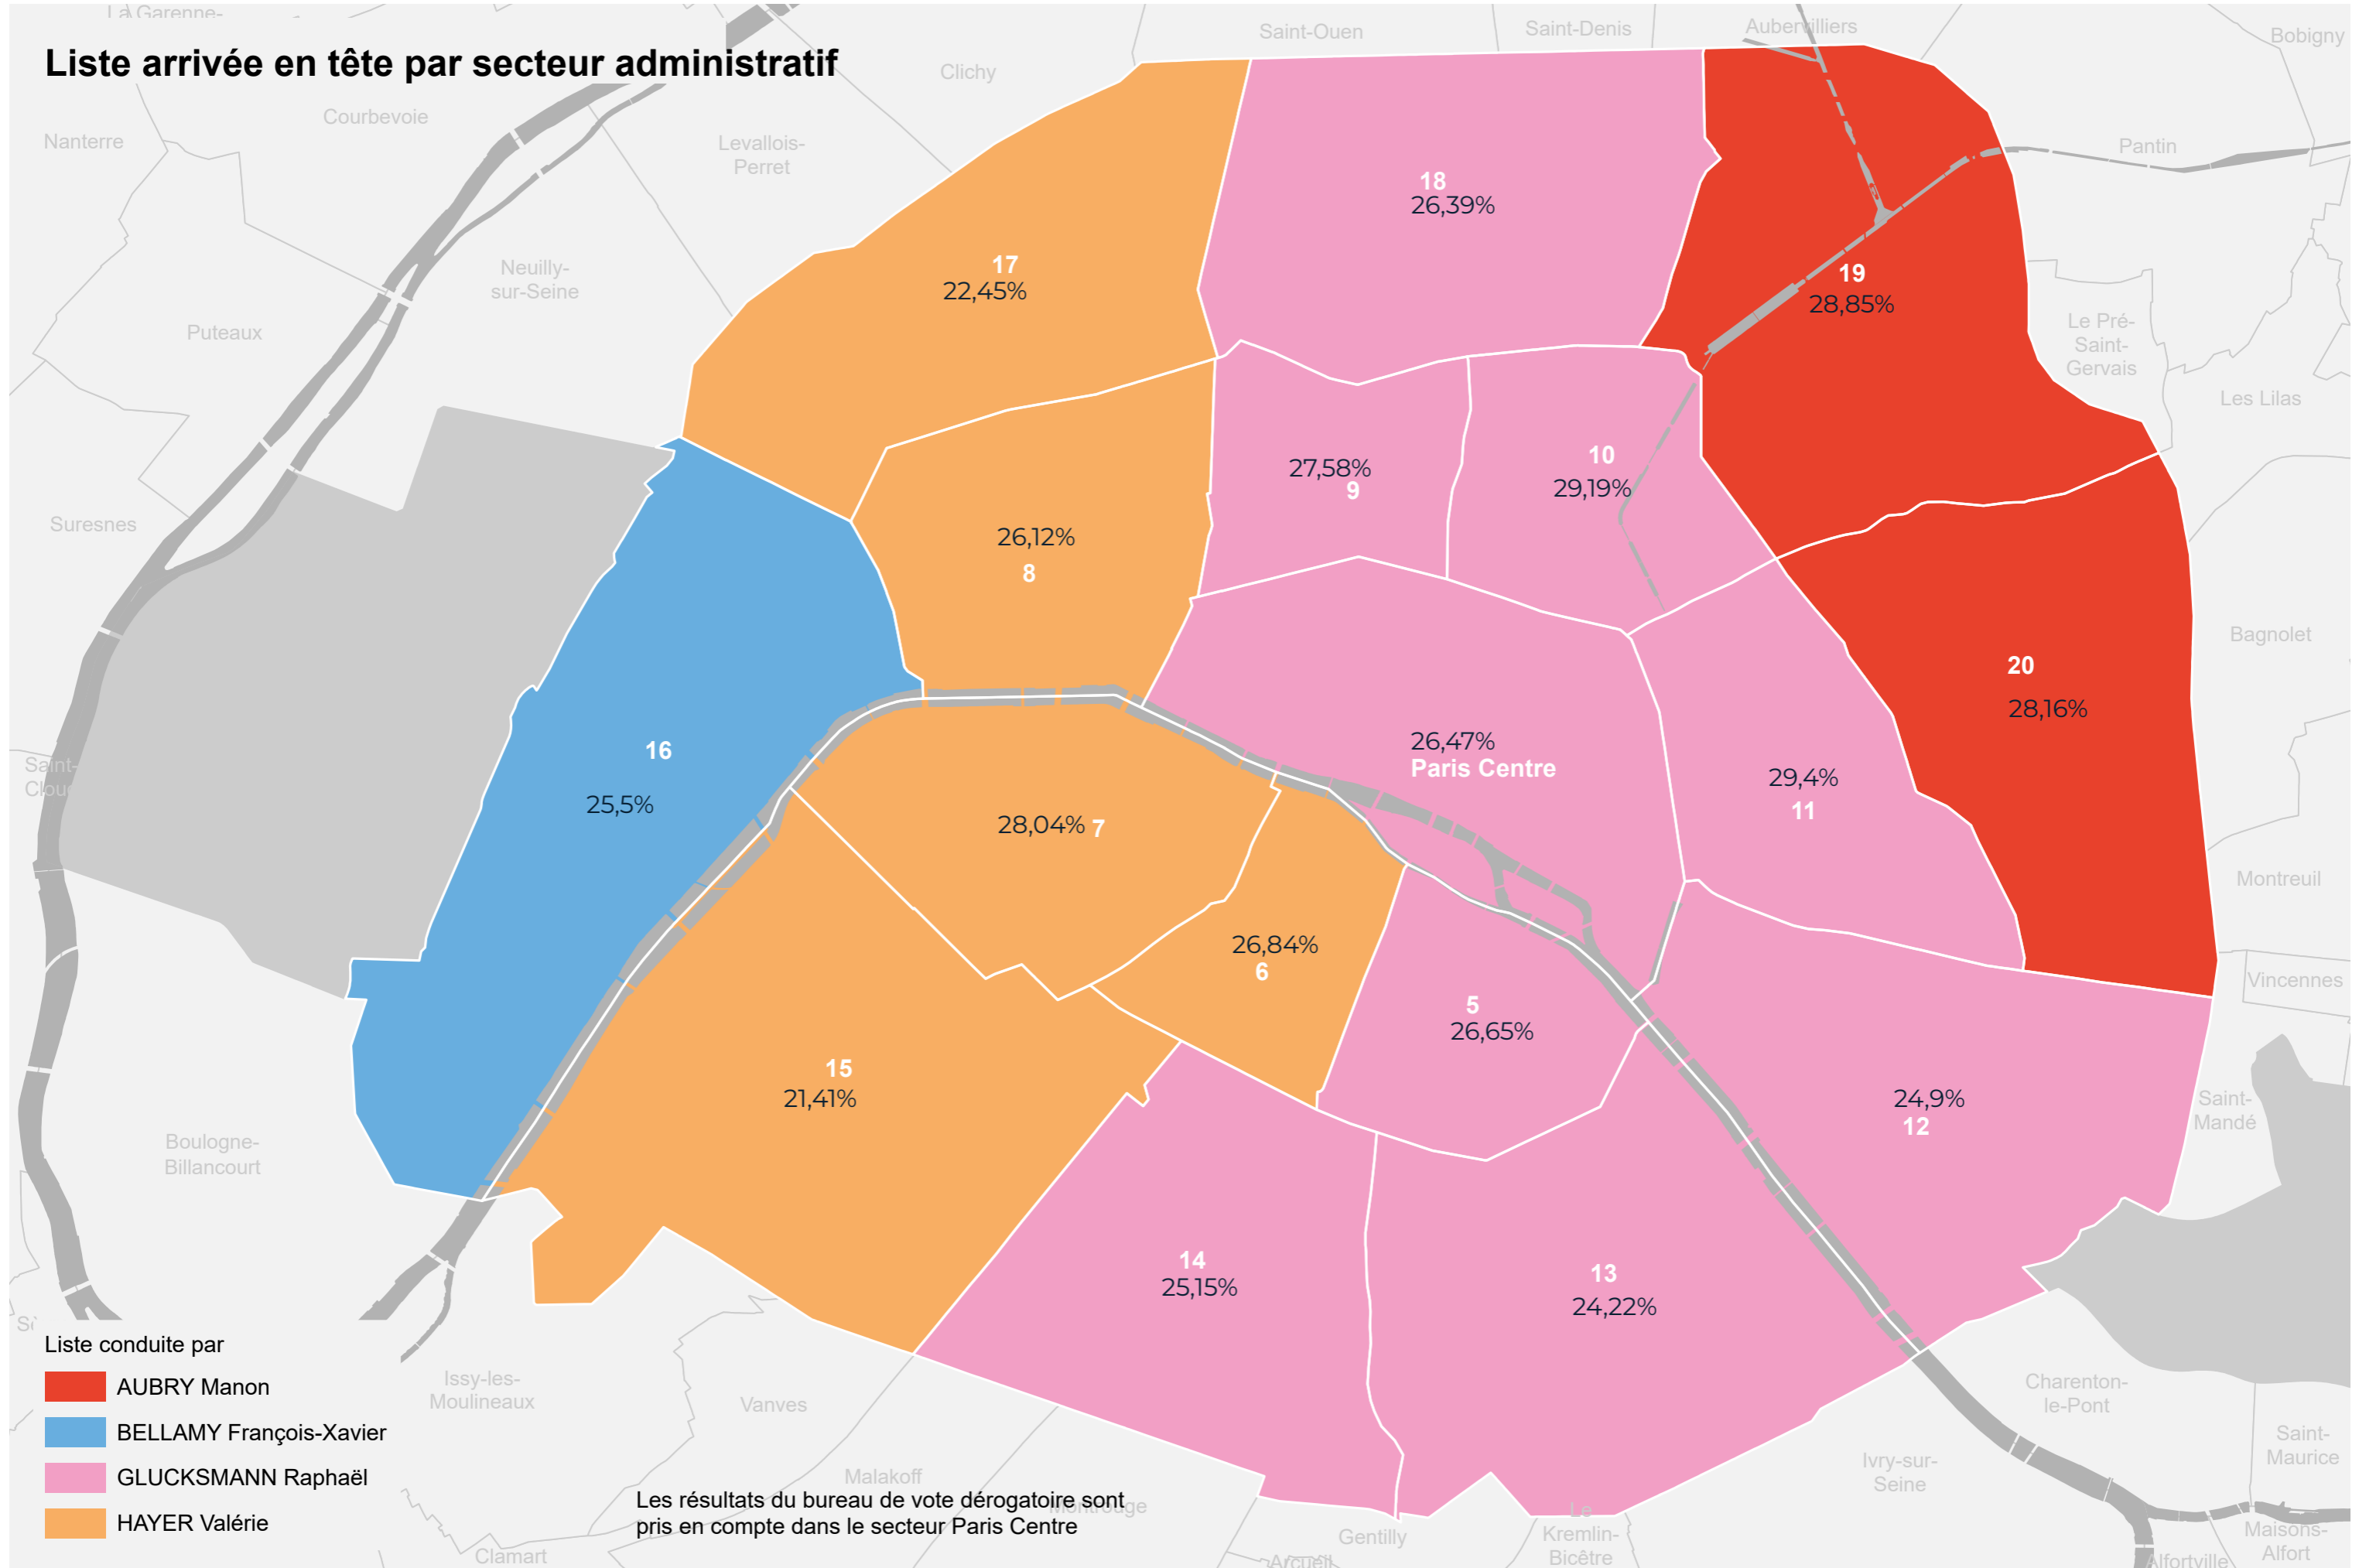 La Garenne-
Liste arrivée en tête par secteur administratif
Saint-Ouen
Saint-Denis
Aubervilliers
Bobigny
Clichy
Courbevoie
Nanterre
Levallois-
Perret
Pantin
18
26,39%
17
22,45%
19
28,85%
Neuilly-
sur-Seine
Puteaux
Le Pré-
Saint-
Gervais
Les Lilas
27,58%
9
10
29,19%
Suresnes
26,12%
8
Bagnolet
20
28,16%
16
25,5%
26,47%
Paris Centre
29,4%
11
Saint-
28,04% 7
Montreuil
26,84%
6
Vincennes
5
26,65%
15
21,41%
24,9%
12
Saint-
Mandé
Boulogne-
Billancourt
14
25,15%
13
24,22%
Liste conduite par
AUBRY Manon
BELLAMY François-Xavier
GLUCKSMANN Raphaël
HAYER Valérie
Issy-les-
Moulineaux
Vanves
Malakoff
Montrouge
Les résultats du bureau de vote dérogatoire sont
pris en compte dans le secteur Paris Centre
Clamart
Gentilly
Arcueil
Le
Kremlin-
Bicêtre
Ivry-sur-
Seine
Charenton-
le-Pont
Saint-
Maurice
Maisons-
Alfort
Alfortville